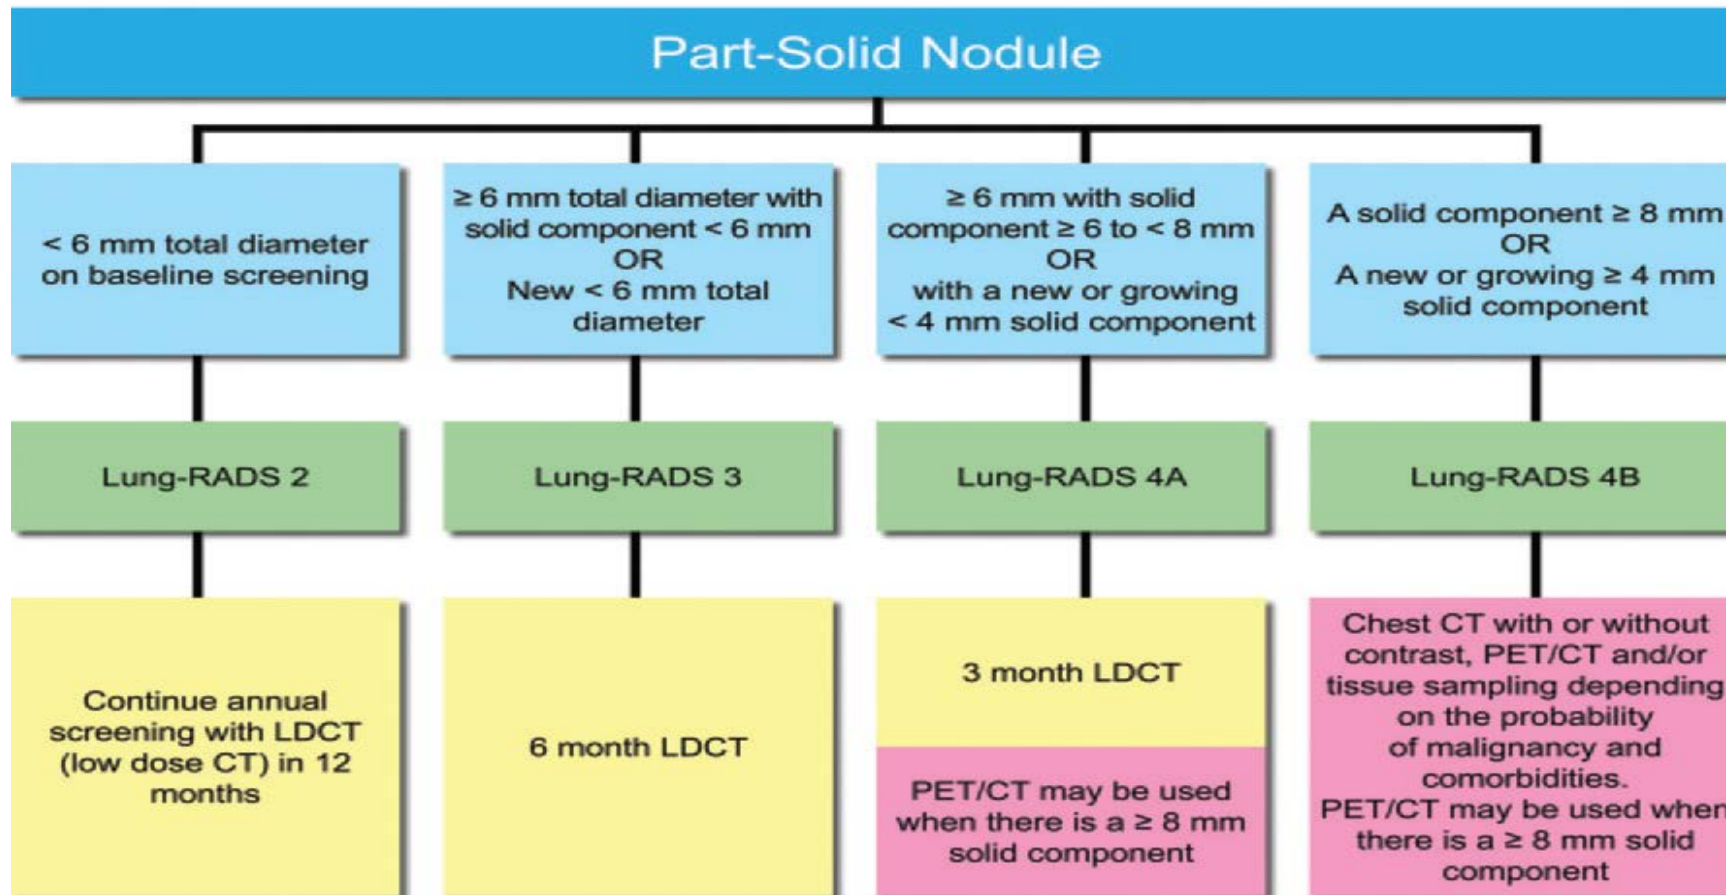 Part-Solid Nodule
< 6 mm total diameter
on baseline screening
≥ 6 mm total diameter with
solid component < 6 mm
OR
New < 6 mm total
diameter
≥ 6 mm with solid
component ≥ 6 to < 8 mm
OR
with a new or growing
< 4 mm solid component
A solid component ≥ 8 mm
OR
A new or growing ≥ 4 mm
solid component
Lung-RADS 2
Lung-RADS 3
Lung-RADS 4A
Lung-RADS 4B
Continue annual
screening with LDCT
(low dose CT) in 12
months
6 month LDCT
3 month LDCT
PET/CT may be used
when there is a ≥ 8 mm
solid component
Chest CT with or without
contrast, PET/CT and/or
tissue sampling depending
on the probability
of malignancy and
comorbidities.
PET/CT may be used when
there is a ≥ 8 mm solid
component